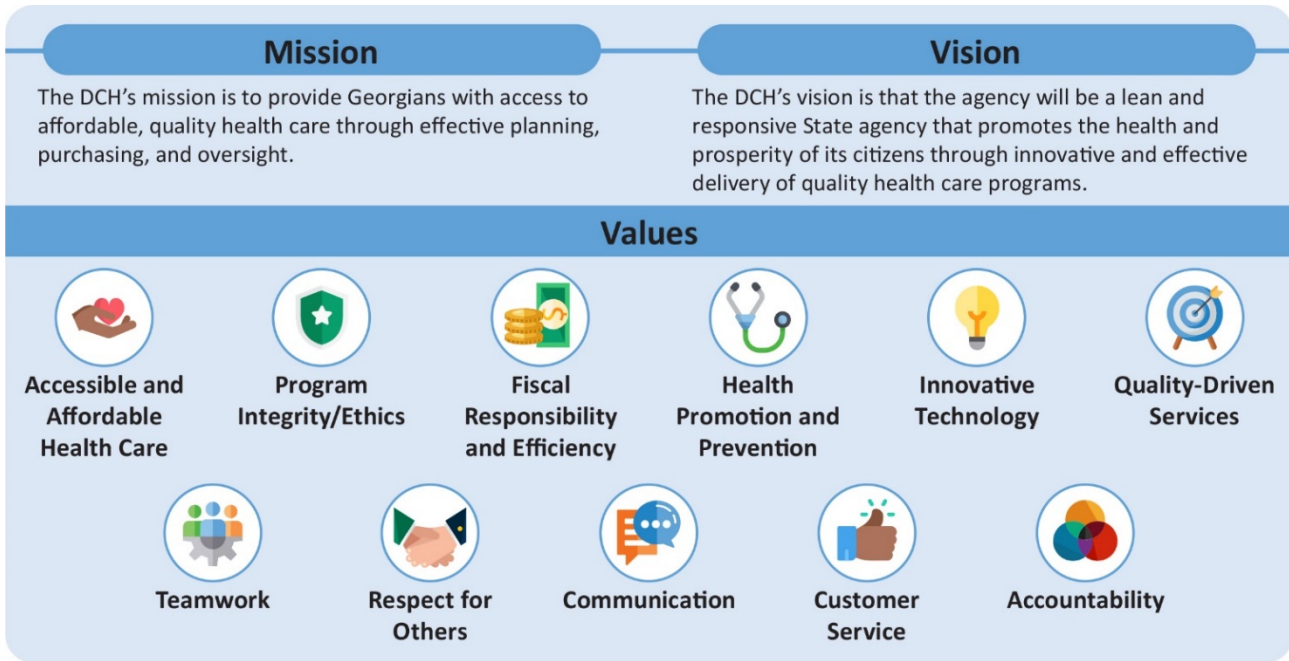 Mission
The DCH's mission is to provide Georgians with access to
affordable, quality health care through effective planning,
purchasing, and oversight.
Vision
The DCH's vision is that the agency will be a lean and
responsive State agency that promotes the health and
prosperity of its citizens through innovative and effective
delivery of quality health care programs.
Values
Accessible and
Affordable
Health Care
Program
Integrity/Ethics
Fiscal
Responsibility
and Efficiency
Health
Promotion and
Prevention
Innovative
Technology
Quality-Driven
Services
Teamwork
Respect for
Others
Communication
Customer
Service
Accountability